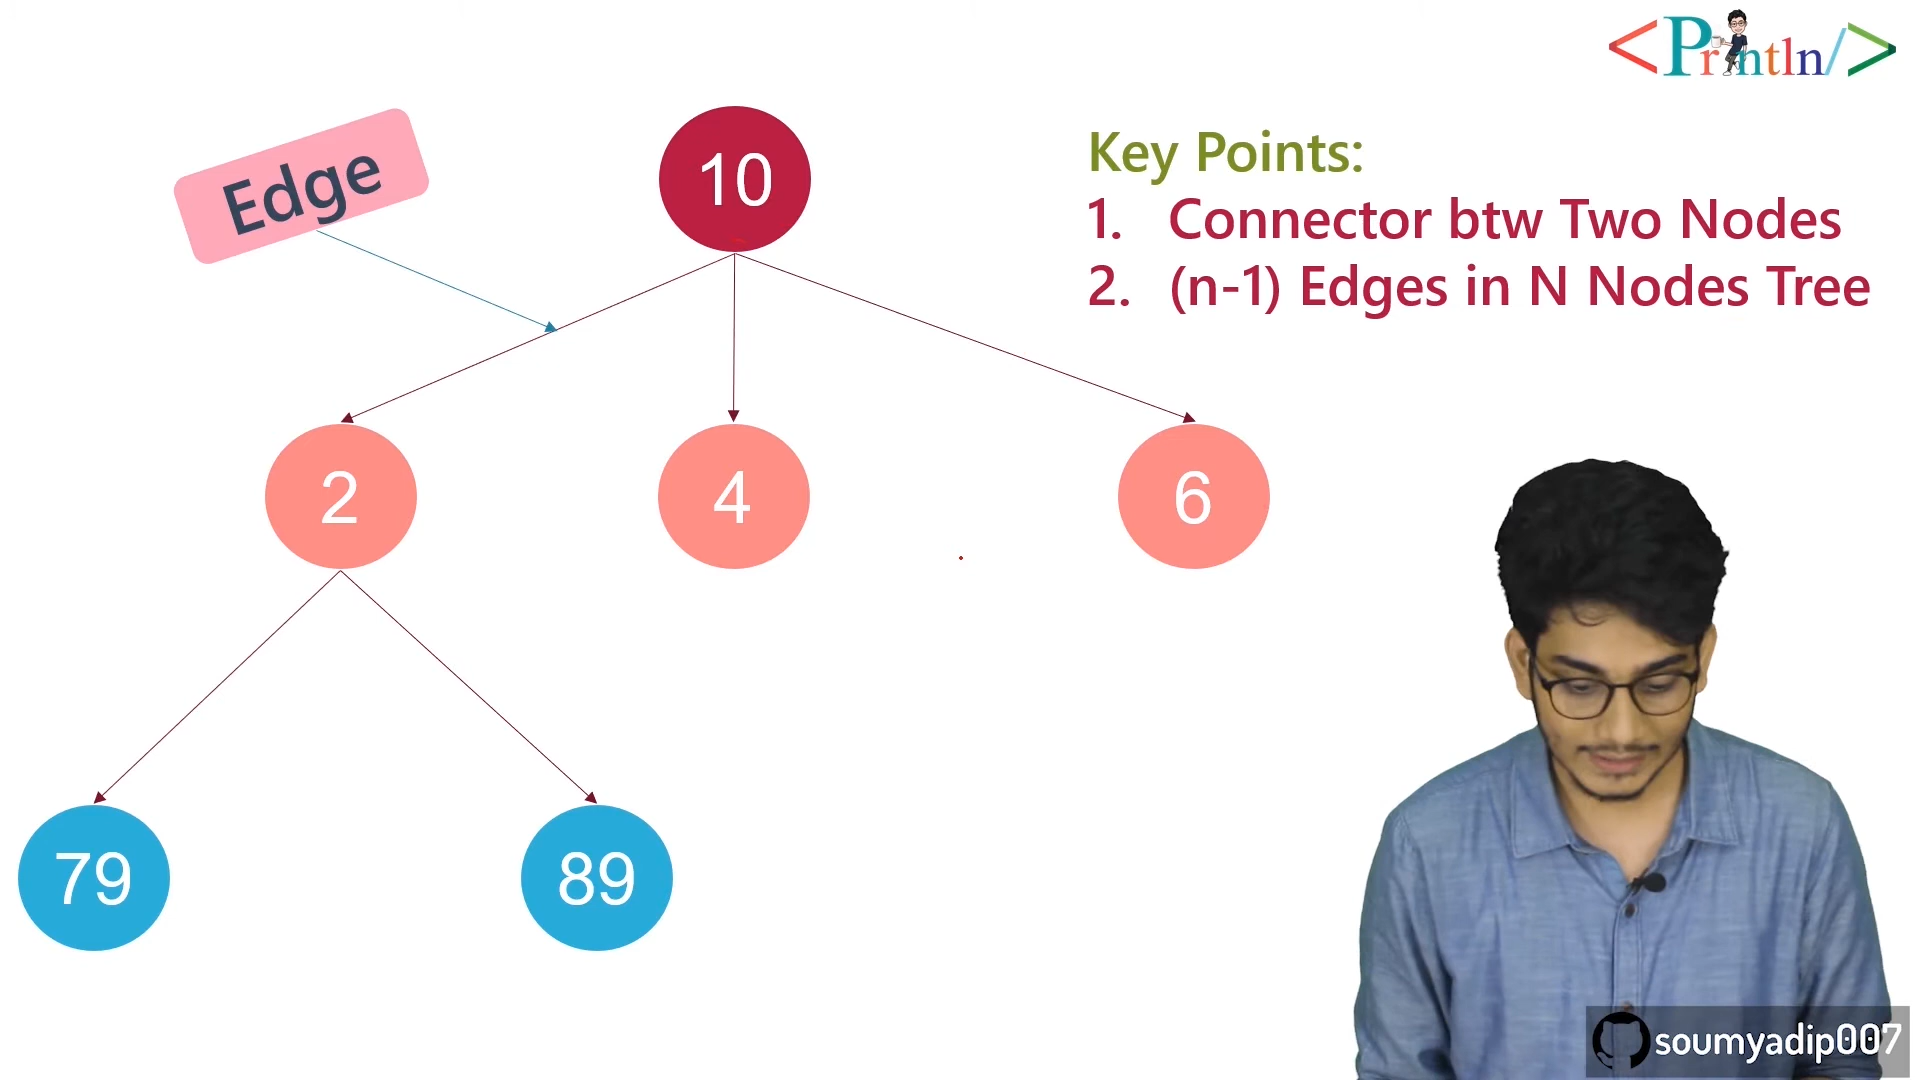 <Println/>
Edge
10
Key Points:
1. Connector btw Two Nodes
2. (n-1) Edges in N Nodes Tree
2
4
6
79
89
soumyadip007